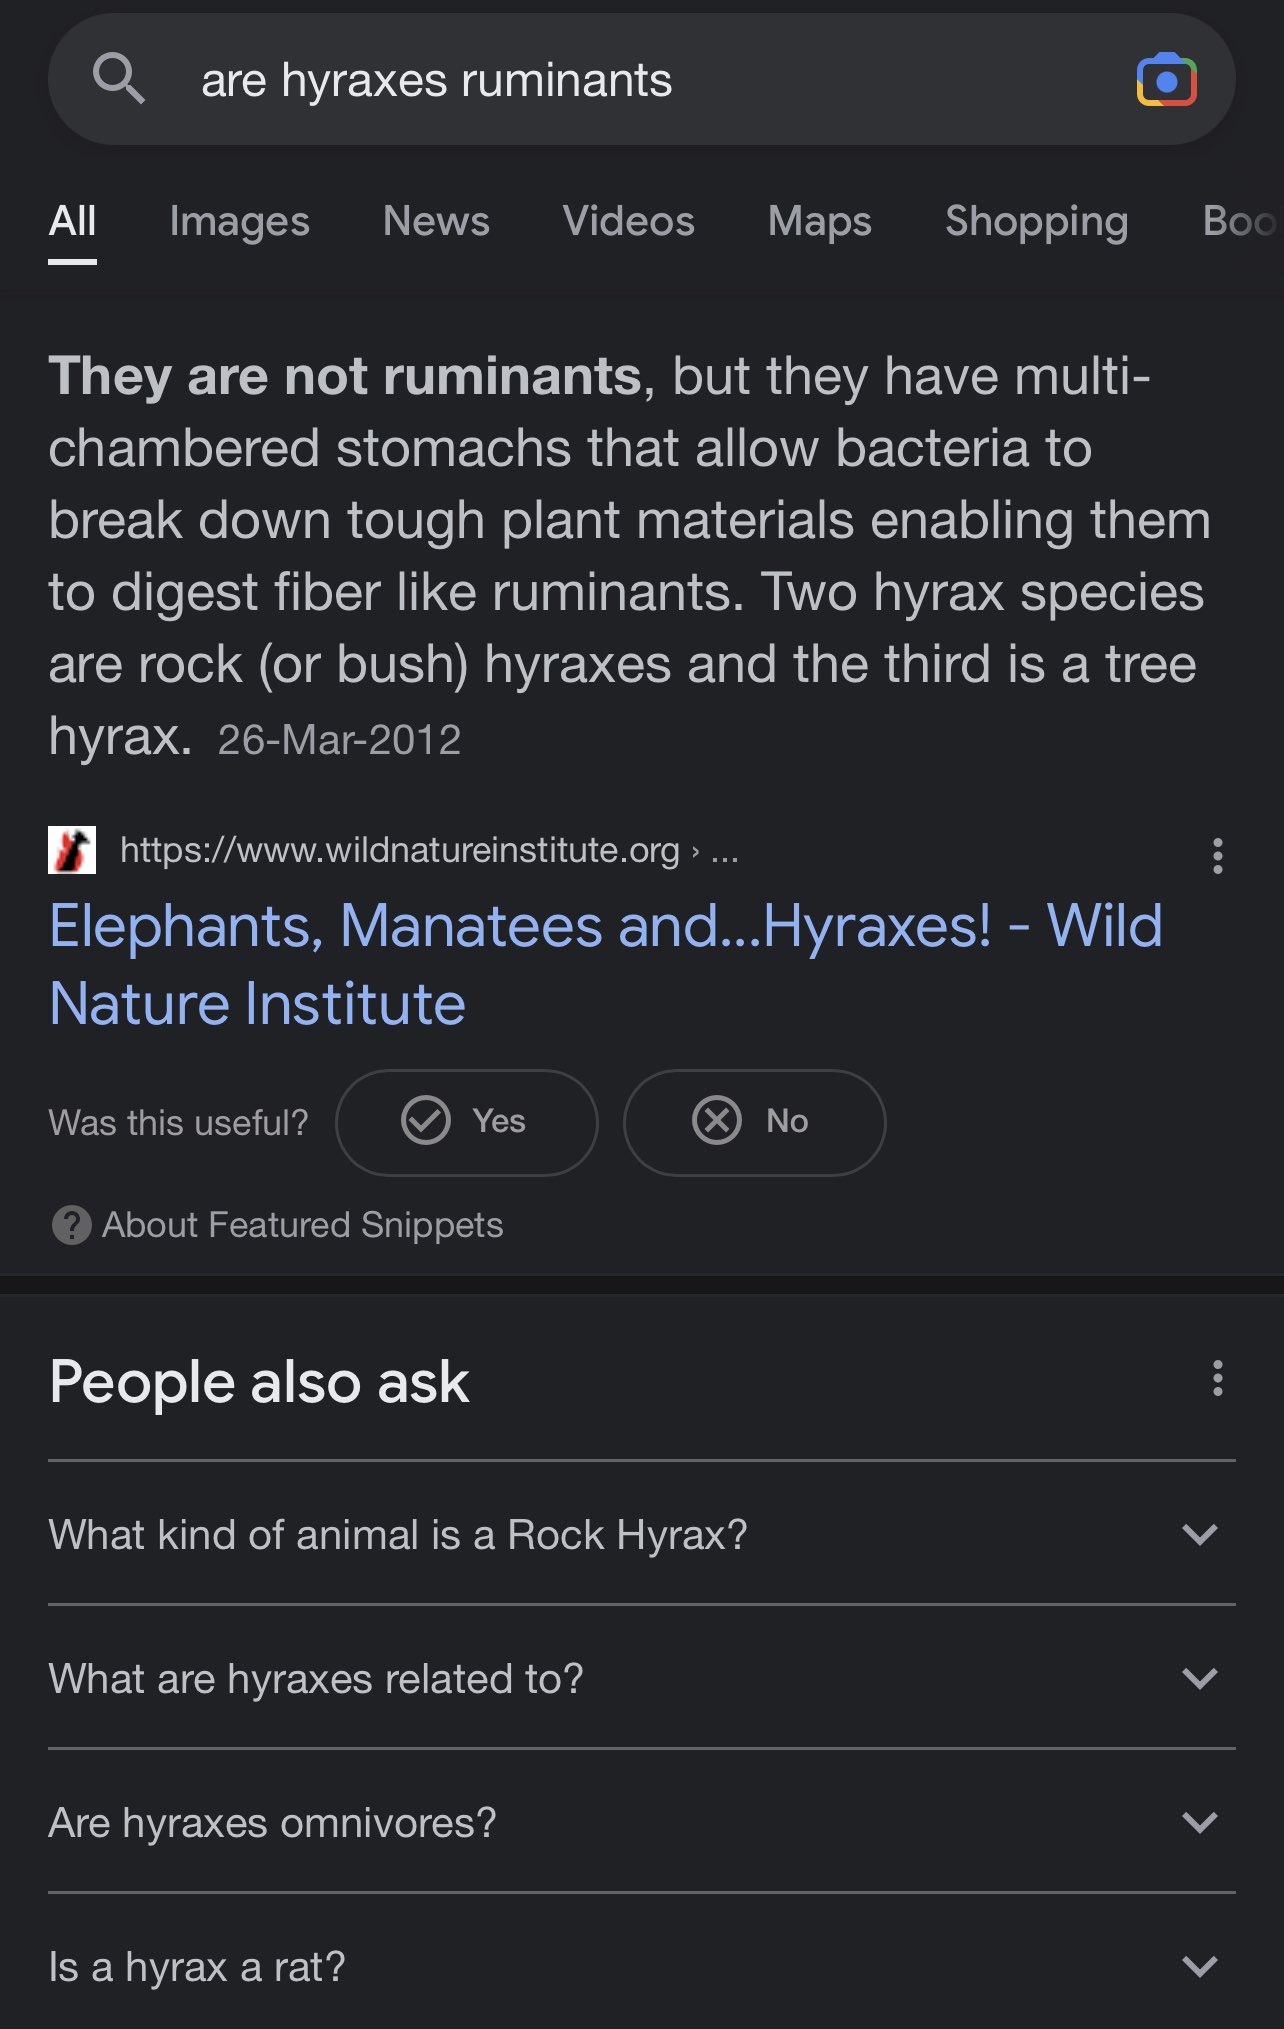 are hyraxes ruminants
All Images News Videos Maps Shopping Boo
They are not ruminants, but they have multi-
chambered stomachs that allow bacteria to
break down tough plant materials enabling them
to digest fiber like ruminants. Two hyrax species
are rock (or bush) hyraxes and the third is a tree
hyrax. 26-Mar-2012
https://www.wildnatureinstitute.org › ...
Elephants, Manatees and...Hyraxes! - Wild
Nature Institute
Was this useful? Yes No
About Featured Snippets
People also ask
What kind of animal is a Rock Hyrax?
What are hyraxes related to?
Are hyraxes omnivores?
Is a hyrax a rat?